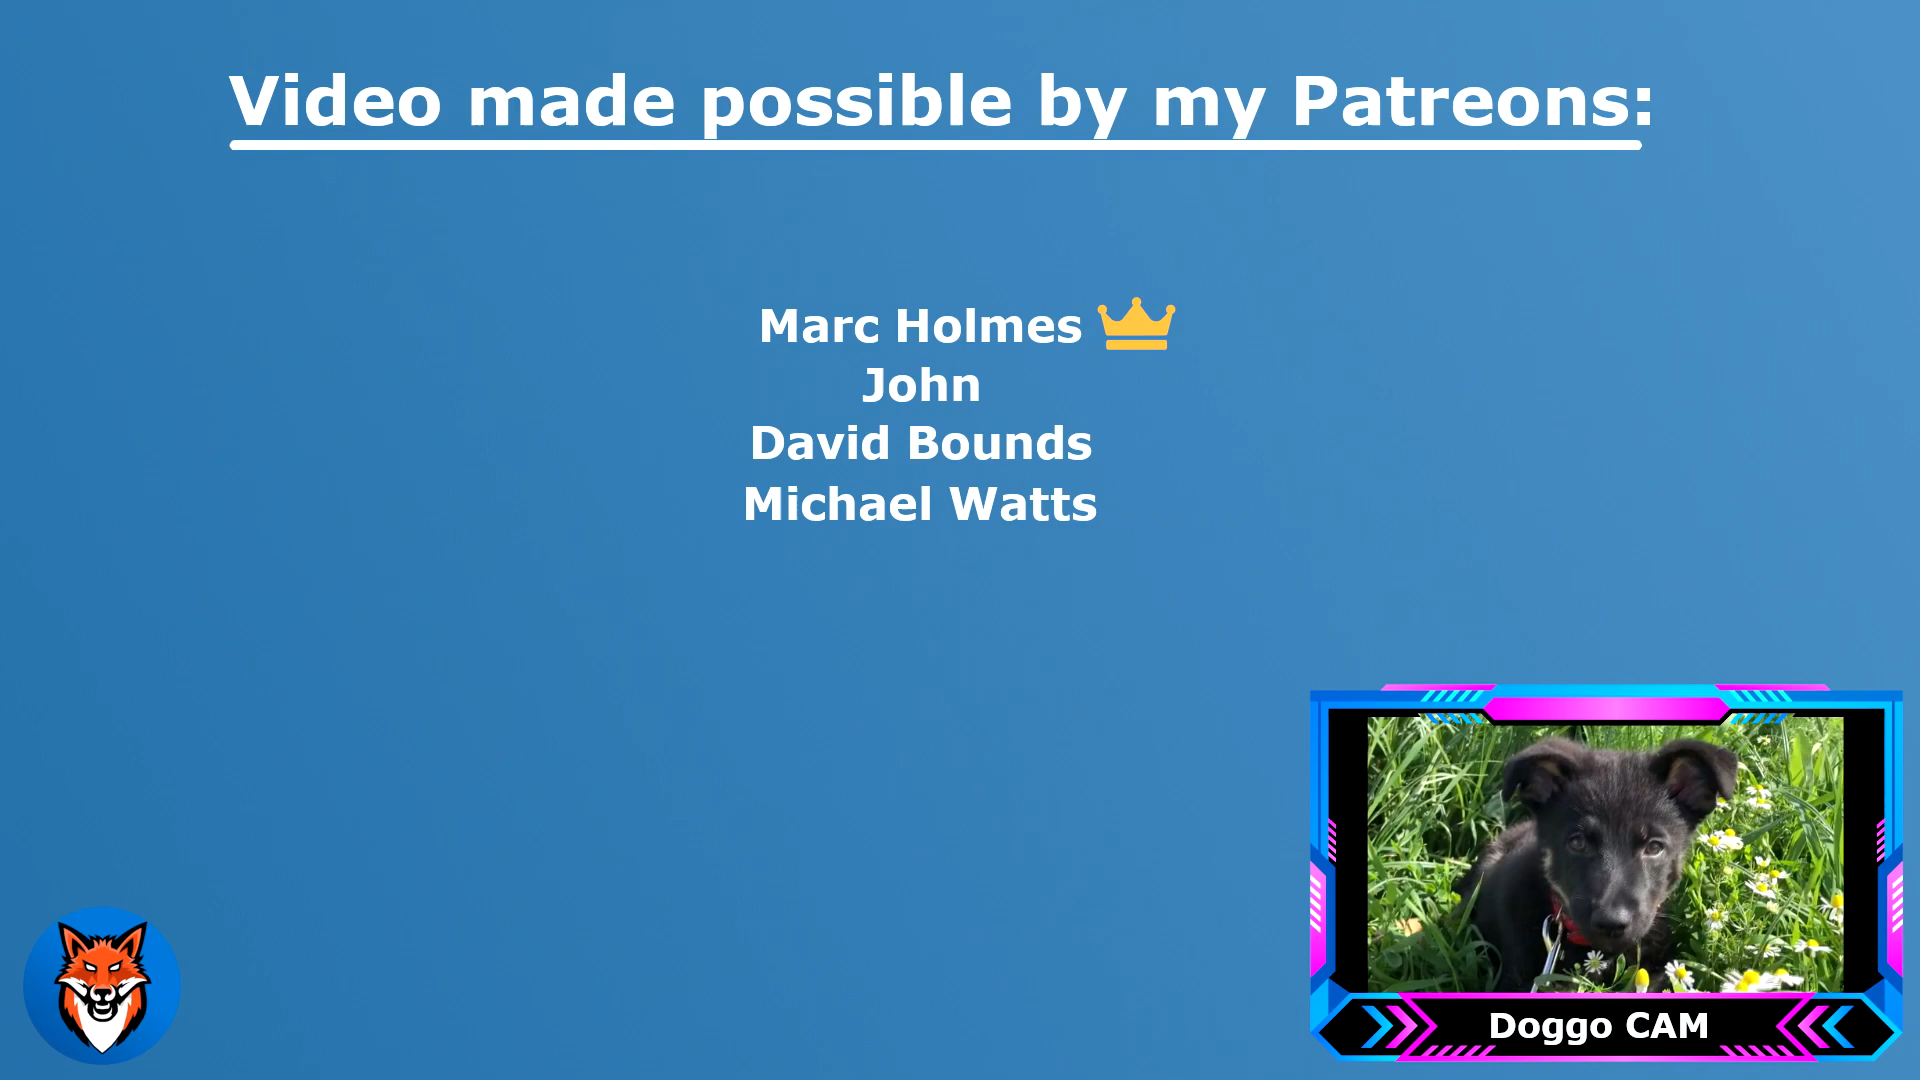 Video made possible by my Patreons:
Marc Holmes
John
David Bounds
Michael Watts
Doggo CAM